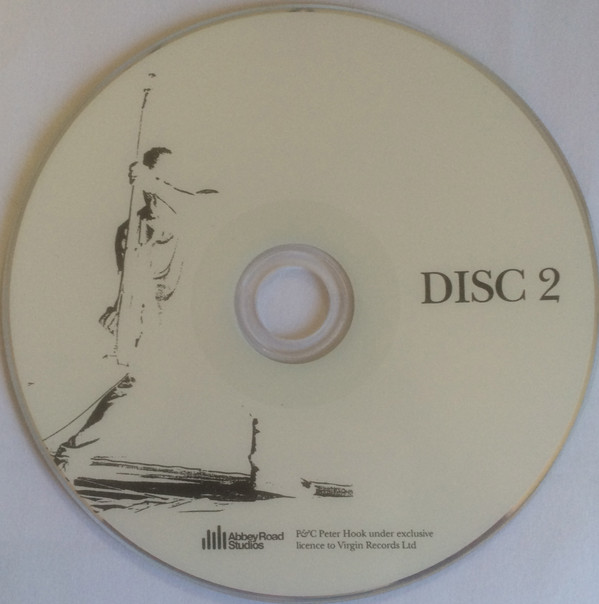 DISC 2
Abbey Road
Studios
P&C Peter Hook under exclusive
licence to Virgin Records Ltd